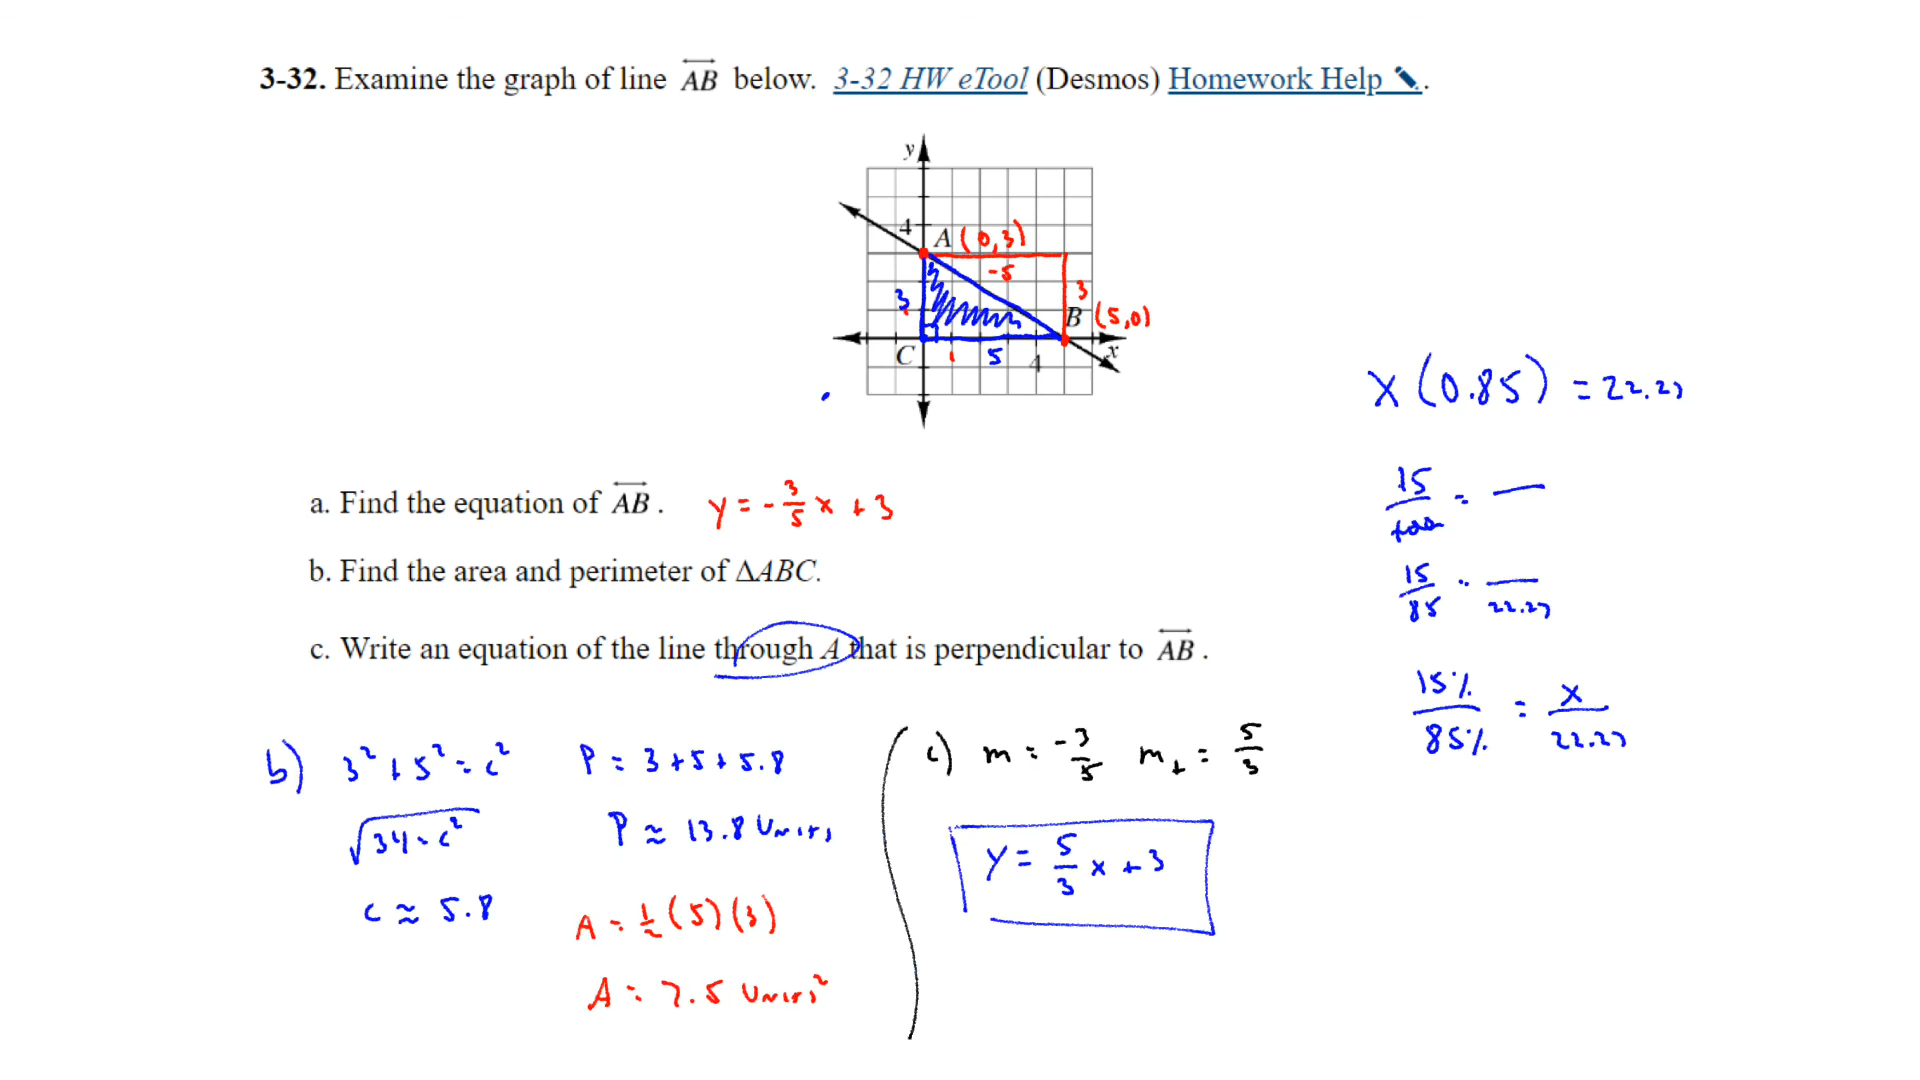 3-32. Examine the graph of line AB below. 3-32 HW eTool (Desmos) Homework Help ✎.
y
4
A (0,3)
-5
3
3
B (5,0)
C
5
4
x
x(0.85) = 22.27
15/100 = —
15/85 = —/22.27
15%/85% = x/22.27
a. Find the equation of AB. y = -3/5 x + 3
b. Find the area and perimeter of ΔABC.
c. Write an equation of the line through A that is perpendicular to AB.
b) 3² + 5² = c²
√34 = c²
c ≈ 5.8
P = 3 + 5 + 5.8
P ≈ 13.8 Units
A = ½(5)(3)
A = 7.5 Units²
c) m = -3/5 m⊥ = 5/3
y = 5/3 x + 3